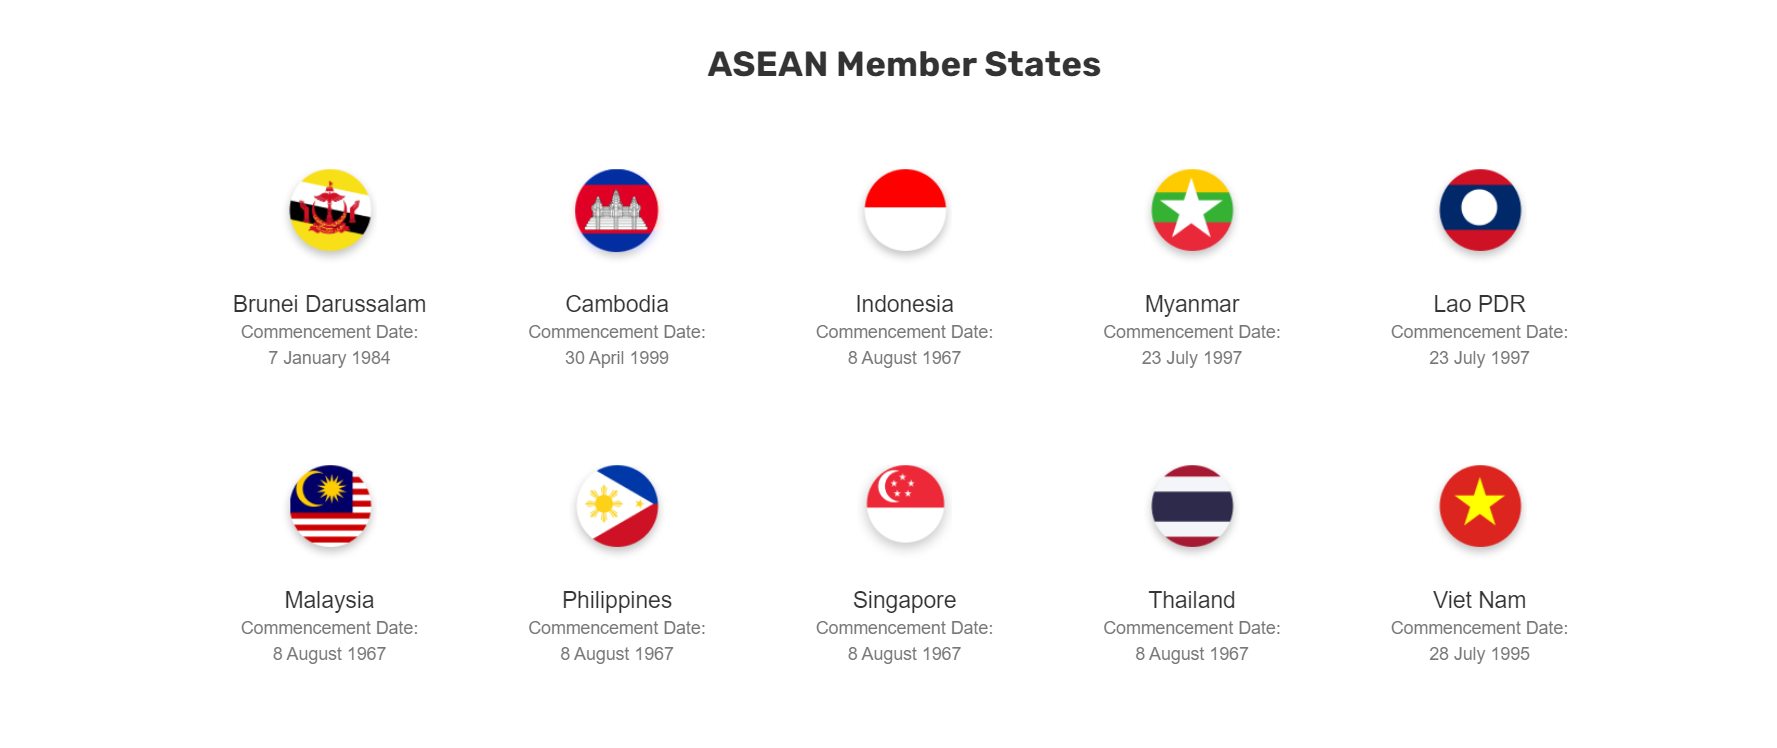 ASEAN Member States
Brunei Darussalam
Commencement Date:
7 January 1984
Cambodia
Commencement Date:
30 April 1999
Indonesia
Commencement Date:
8 August 1967
Myanmar
Commencement Date:
23 July 1997
Lao PDR
Commencement Date:
23 July 1997
Malaysia
Commencement Date:
8 August 1967
Philippines
Commencement Date:
8 August 1967
Singapore
Commencement Date:
8 August 1967
Thailand
Commencement Date:
8 August 1967
Viet Nam
Commencement Date:
28 July 1995